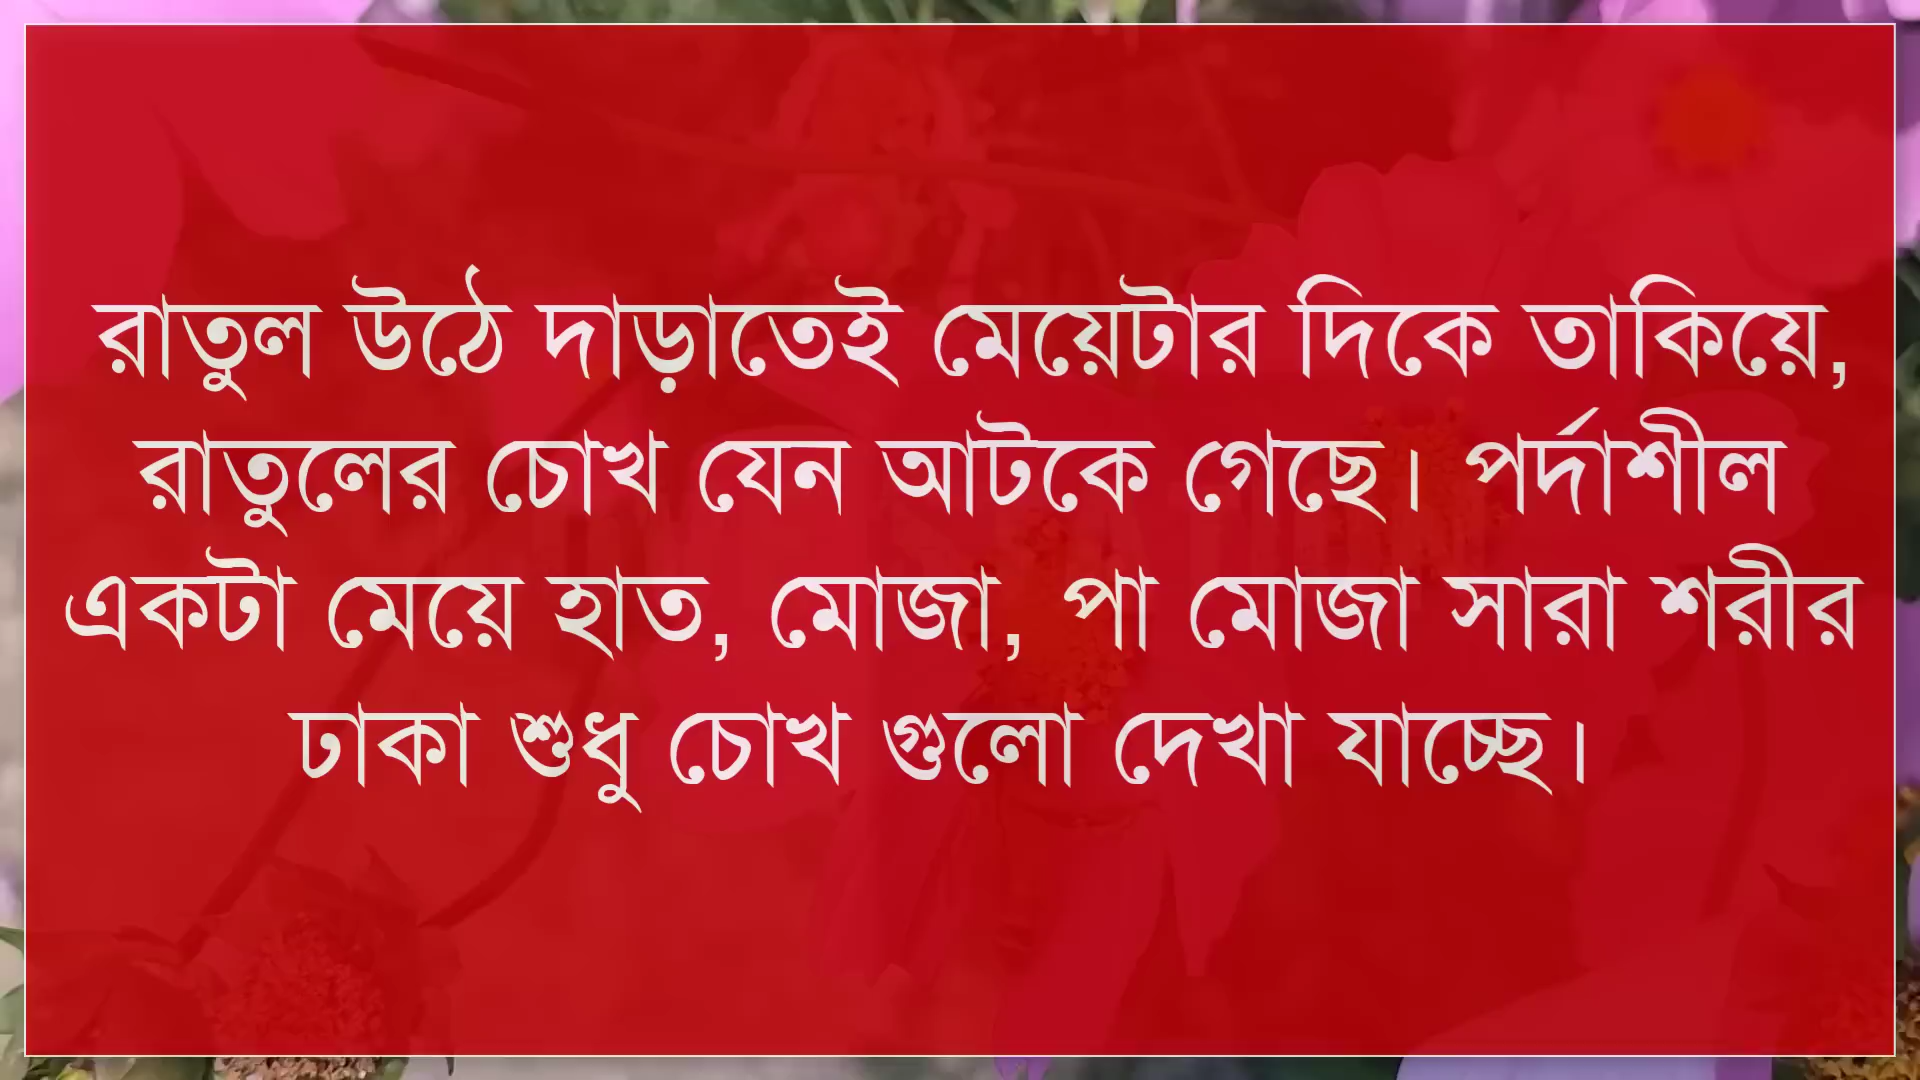 রাতুল উঠে দাড়াতেই মেয়েটার দিকে তাকিয়ে,
রাতুলের চোখ যেন আটকে গেছে। পর্দাশীল
একটা মেয়ে হাত, মোজা, পা মোজা সারা শরীর
ঢাকা শুধু চোখ গুলো দেখা যাচ্ছে।